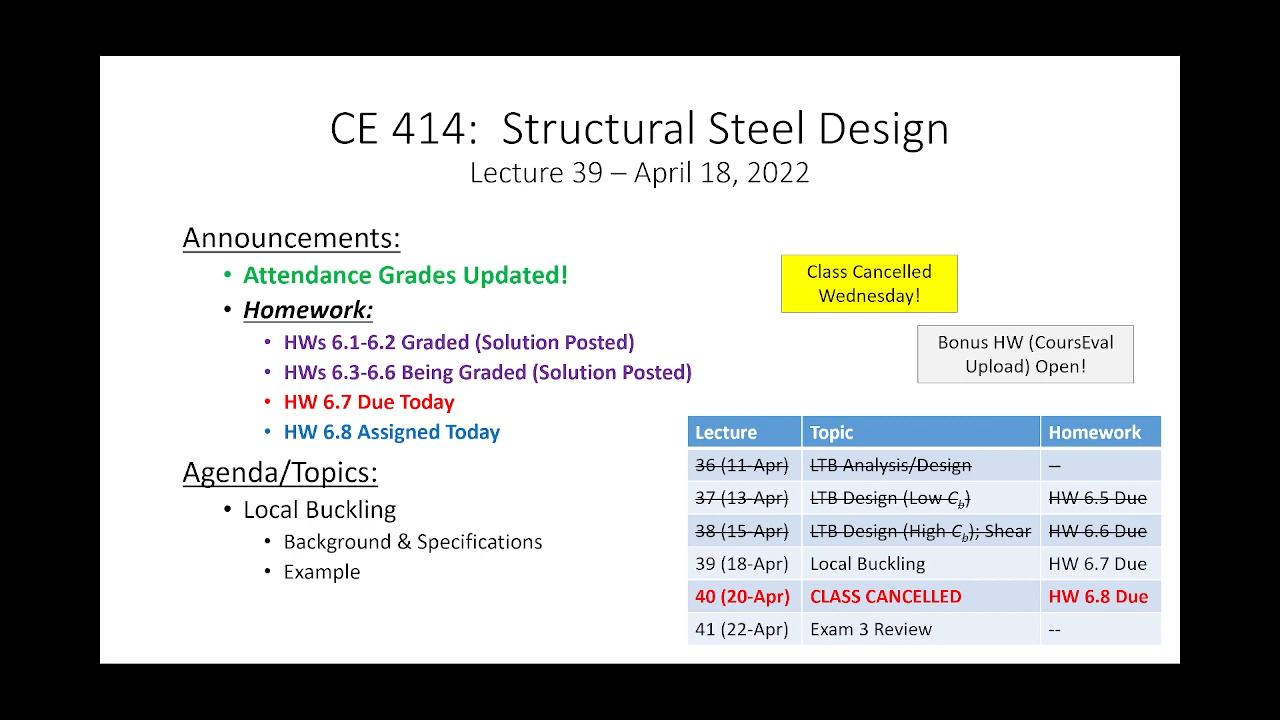 CE 414:  Structural Steel Design
Lecture 39 – April 18, 2022
Announcements:
• Attendance Grades Updated!
• Homework:
• HWs 6.1-6.2 Graded (Solution Posted)
• HWs 6.3-6.6 Being Graded (Solution Posted)
• HW 6.7 Due Today
• HW 6.8 Assigned Today
Agenda/Topics:
• Local Buckling
• Background & Specifications
• Example
Class Cancelled
Wednesday!
Bonus HW (CoursEval
Upload) Open!
Lecture Topic Homework
36 (11-Apr) LTB Analysis/Design --
37 (13-Apr) LTB Design (Low Cb) HW 6.5 Due
38 (15-Apr) LTB Design (High Cb); Shear HW 6.6 Due
39 (18-Apr) Local Buckling HW 6.7 Due
40 (20-Apr) CLASS CANCELLED HW 6.8 Due
41 (22-Apr) Exam 3 Review --